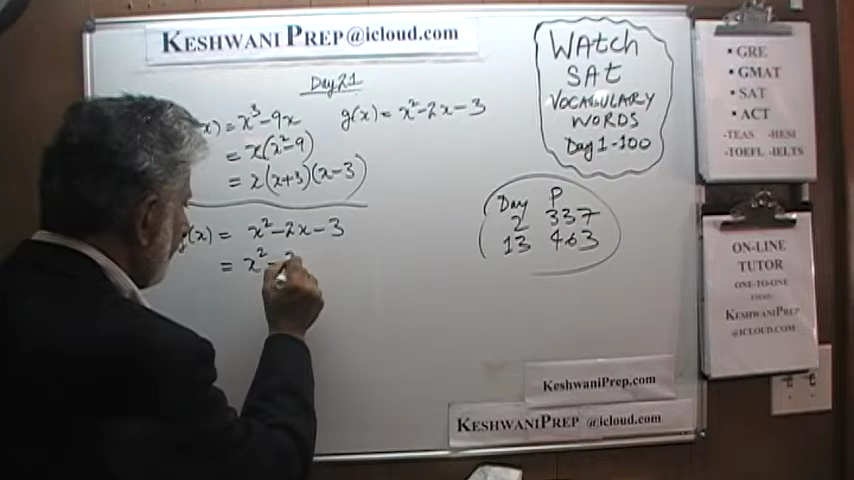 KESHWANI PREP@icloud.com
Day 21
x) = x³ - 9x
g(x) = x² - 2x - 3
= x(x² - 9)
= x(x+3)(x-3)
(x) = x² - 2x - 3
= x² -
WAtch
SAt
VOCABULARY
WORDS
Day 1-100
Day P
2 337
13 463
KeshwaniPrep.com
KESHWANIPREP @icloud.com
• GRE
• GMAT
• SAT
• ACT
-TEAS -HESI
-TOEFL -IELTS
ON-LINE
TUTOR
ONE-TO-ONE
KESHWANIPREP
@ICLOUD.COM